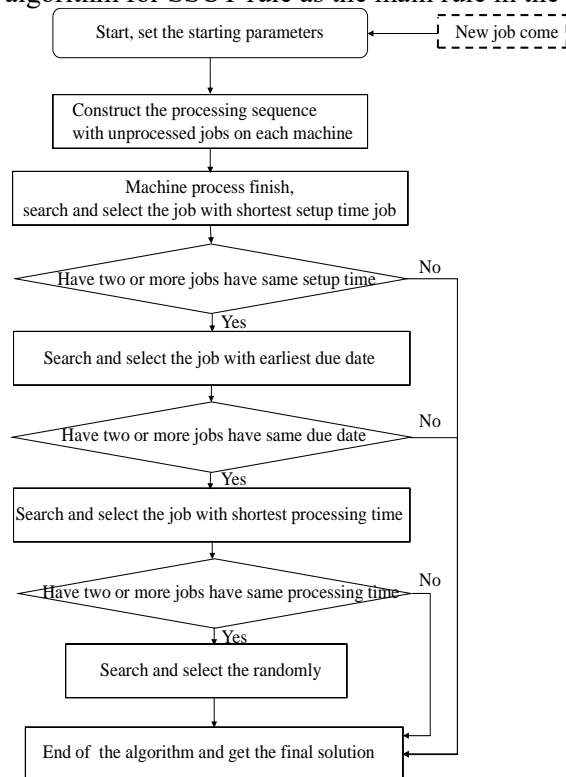 algorithm for SSUT rule as the main rule in the
Start, set the starting parameters
New job come
Construct the processing sequence
with unprocessed jobs on each machine
Machine process finish,
search and select the job with shortest setup time job
Have two or more jobs have same setup time
No
Yes
Search and select the job with earliest due date
Have two or more jobs have same due date
No
Yes
Search and select the job with shortest processing time
Have two or more jobs have same processing time
No
Yes
Search and select the randomly
End of the algorithm and get the final solution